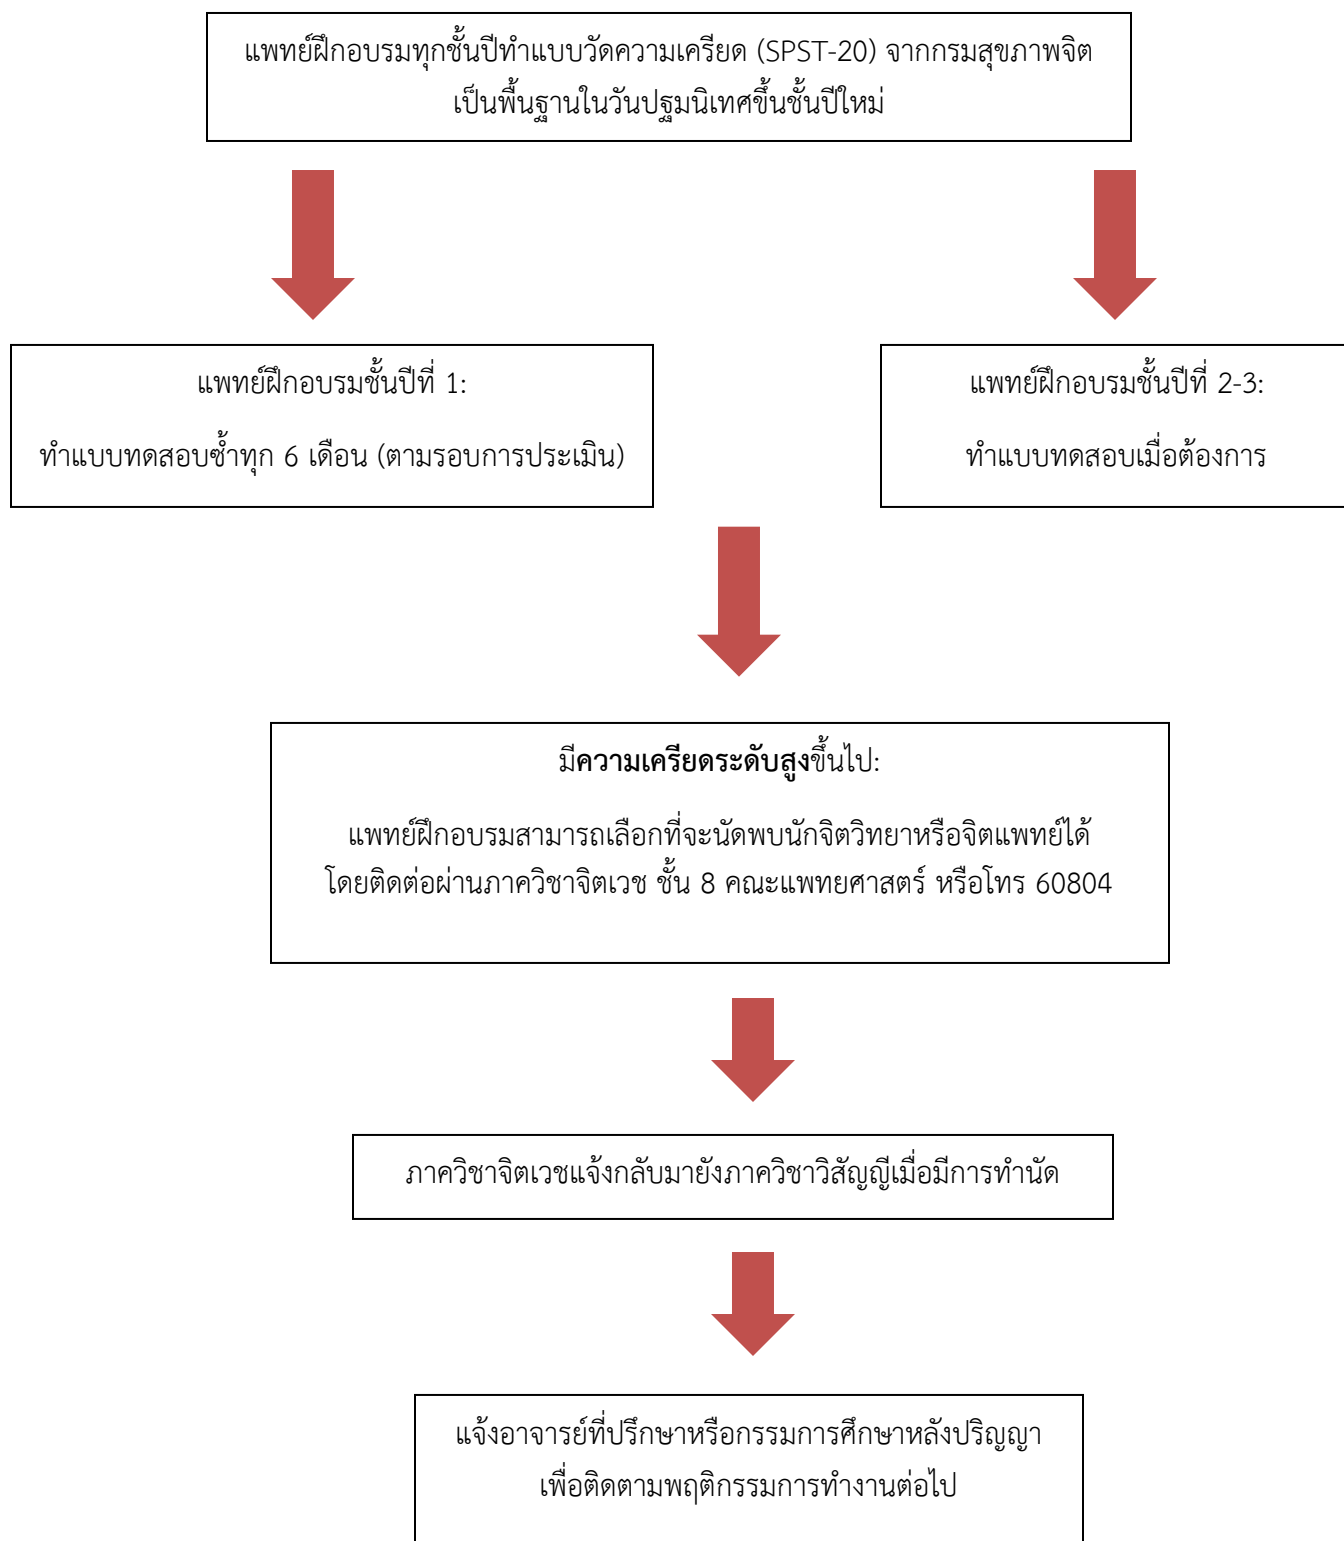 แพทย์ฝึกอบรมทุกชั้นปีทำแบบวัดความเครียด (SPST-20) จากกรมสุขภาพจิต
เป็นพื้นฐานในวันปฐมนิเทศขึ้นชั้นปีใหม่
แพทย์ฝึกอบรมชั้นปีที่ 1:
ทำแบบทดสอบซ้ำทุก 6 เดือน (ตามรอบการประเมิน)
แพทย์ฝึกอบรมชั้นปีที่ 2-3:
ทำแบบทดสอบเมื่อต้องการ
มีความเครียดระดับสูงขึ้นไป:
แพทย์ฝึกอบรมสามารถเลือกที่จะนัดพบนักจิตวิทยาหรือจิตแพทย์ได้
โดยติดต่อผ่านภาควิชาจิตเวช ชั้น 8 คณะแพทยศาสตร์ หรือโทร 60804
ภาควิชาจิตเวชแจ้งกลับมายังภาควิชาวิสัญญีเมื่อมีการทำนัด
แจ้งอาจารย์ที่ปรึกษาหรือกรรมการศึกษาหลังปริญญา
เพื่อติดตามพฤติกรรมการทำงานต่อไป